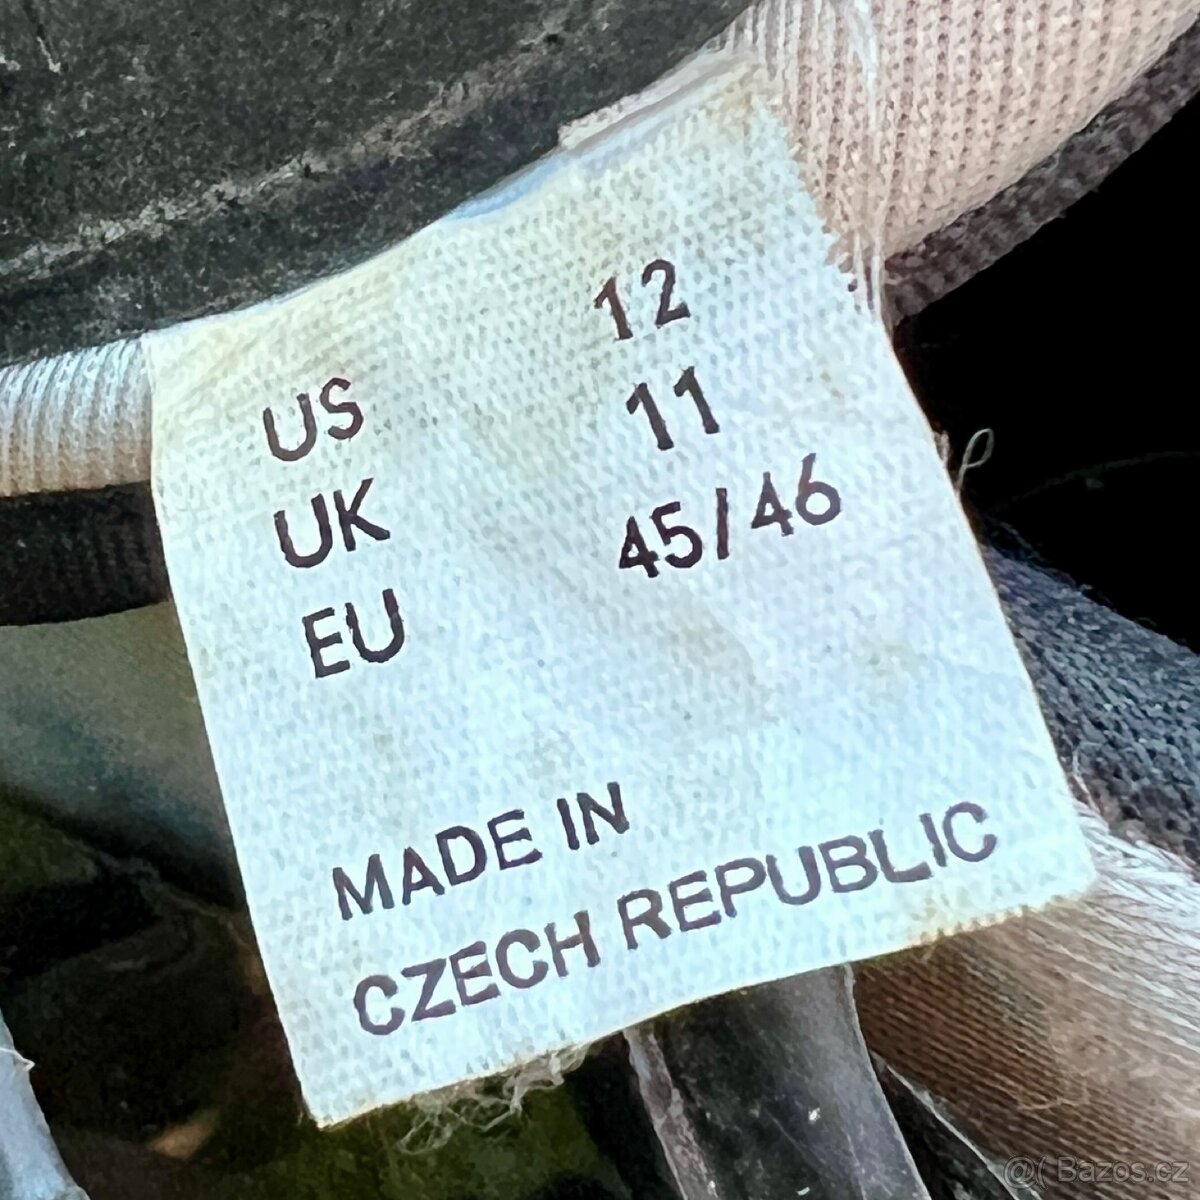 US 12
UK 11
EU 45/46
MADE IN
CZECH REPUBLIC
@( Bazos.cz